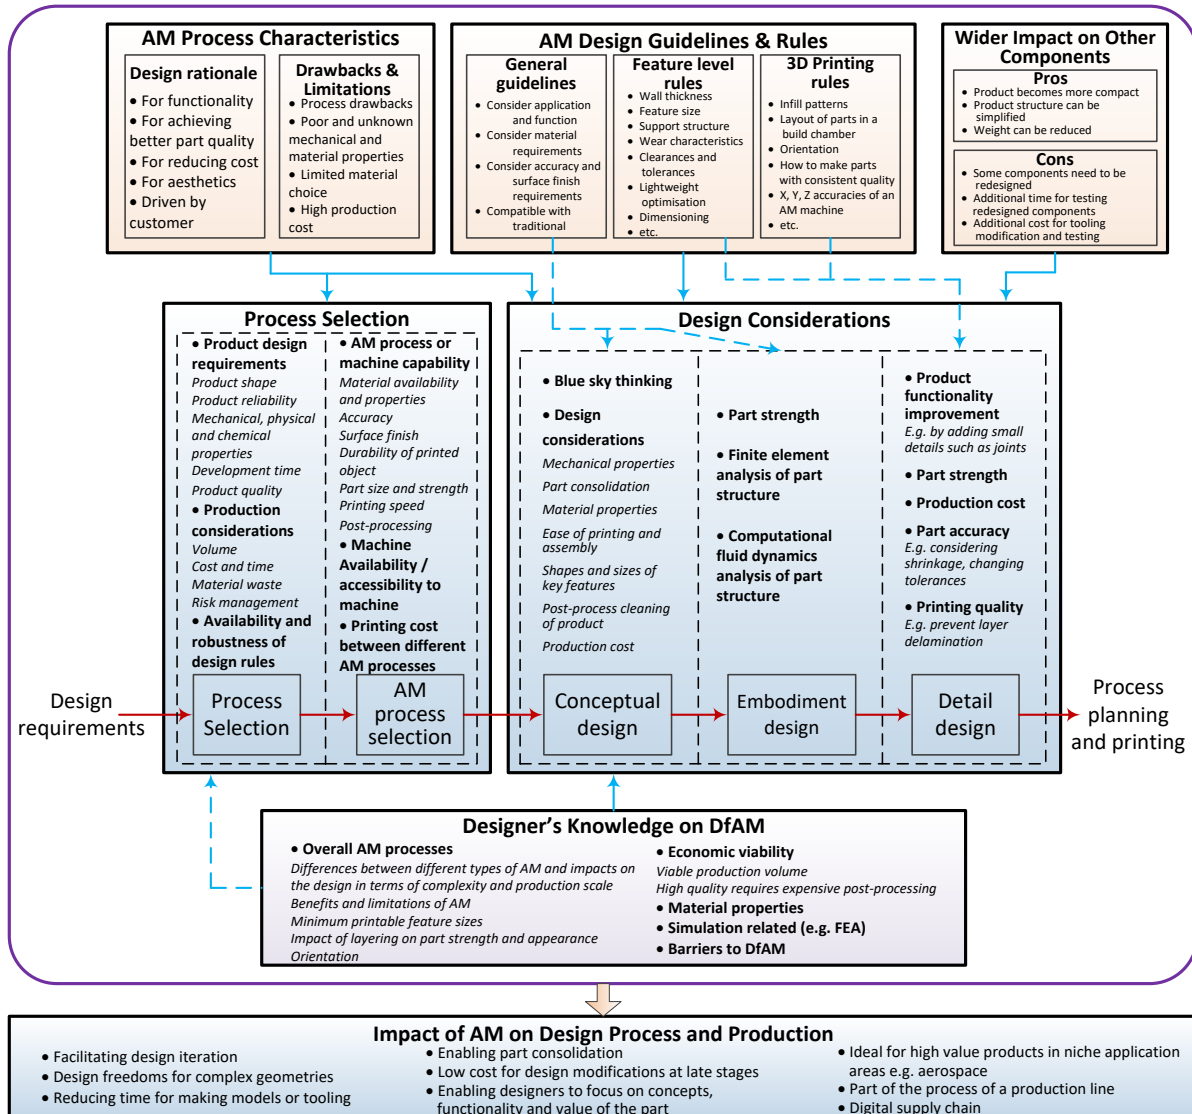 AM Process Characteristics
Design rationale
• For functionality
• For achieving
better part quality
• For reducing cost
• For aesthetics
• Driven by
customer
Drawbacks &
Limitations
• Process drawbacks
• Poor and unknown
mechanical and
material properties
• Limited material
choice
• High production
cost
AM Design Guidelines & Rules
General
guidelines
• Consider application
and function
• Consider material
requirements
• Consider accuracy and
surface finish
requirements
• Compatible with
traditional
Feature level
rules
• Wall thickness
• Feature size
• Support structure
• Wear characteristics
• Clearances and
tolerances
• Lightweight
optimisation
• Dimensioning
• etc.
3D Printing
rules
• Infill patterns
• Layout of parts in a
build chamber
• Orientation
• How to make parts
with consistent quality
• X, Y, Z accuracies of an
AM machine
• etc.
Wider Impact on Other
Components
Pros
• Product becomes more compact
• Product structure can be
simplified
• Weight can be reduced
Cons
• Some components need to be
redesigned
• Additional time for testing
redesigned components
• Additional cost for tooling
modification and testing
Process Selection
• Product design
requirements
Product shape
Product reliability
Mechanical, physical
and chemical
properties
Development time
Product quality
• Production
considerations
Volume
Cost and time
Material waste
Risk management
• Availability and
robustness of
design rules
• AM process or
machine capability
Material availability
and properties
Accuracy
Surface finish
Durability of printed
object
Part size and strength
Printing speed
Post-processing
• Machine
Availability /
accessibility to
machine
• Printing cost
between different
AM processes
Design Considerations
• Blue sky thinking
• Design
considerations
Mechanical properties
Part consolidation
Material properties
Ease of printing and
assembly
Shapes and sizes of
key features
Post-process cleaning
of product
Production cost
• Part strength
• Finite element
analysis of part
structure
• Computational
fluid dynamics
analysis of part
structure
• Product
functionality
improvement
E.g. by adding small
details such as joints
• Part strength
• Production cost
• Part accuracy
E.g. considering
shrinkage, changing
tolerances
• Printing quality
E.g. prevent layer
delamination
Design
requirements
Process
Selection
AM
process
selection
Conceptual
design
Embodiment
design
Detail
design
Process
planning
and printing
Designer's Knowledge on DfAM
• Overall AM processes
Differences between different types of AM and impacts on
the design in terms of complexity and production scale
Benefits and limitations of AM
Minimum printable feature sizes
Impact of layering on part strength and appearance
Orientation
• Economic viability
Viable production volume
High quality requires expensive post-processing
• Material properties
• Simulation related (e.g. FEA)
• Barriers to DfAM
Impact of AM on Design Process and Production
• Facilitating design iteration
• Design freedoms for complex geometries
• Reducing time for making models or tooling
• Enabling part consolidation
• Low cost for design modifications at late stages
• Enabling designers to focus on concepts,
functionality and value of the part
• Ideal for high value products in niche application
areas e.g. aerospace
• Part of the process of a production line
• Digital supply chain